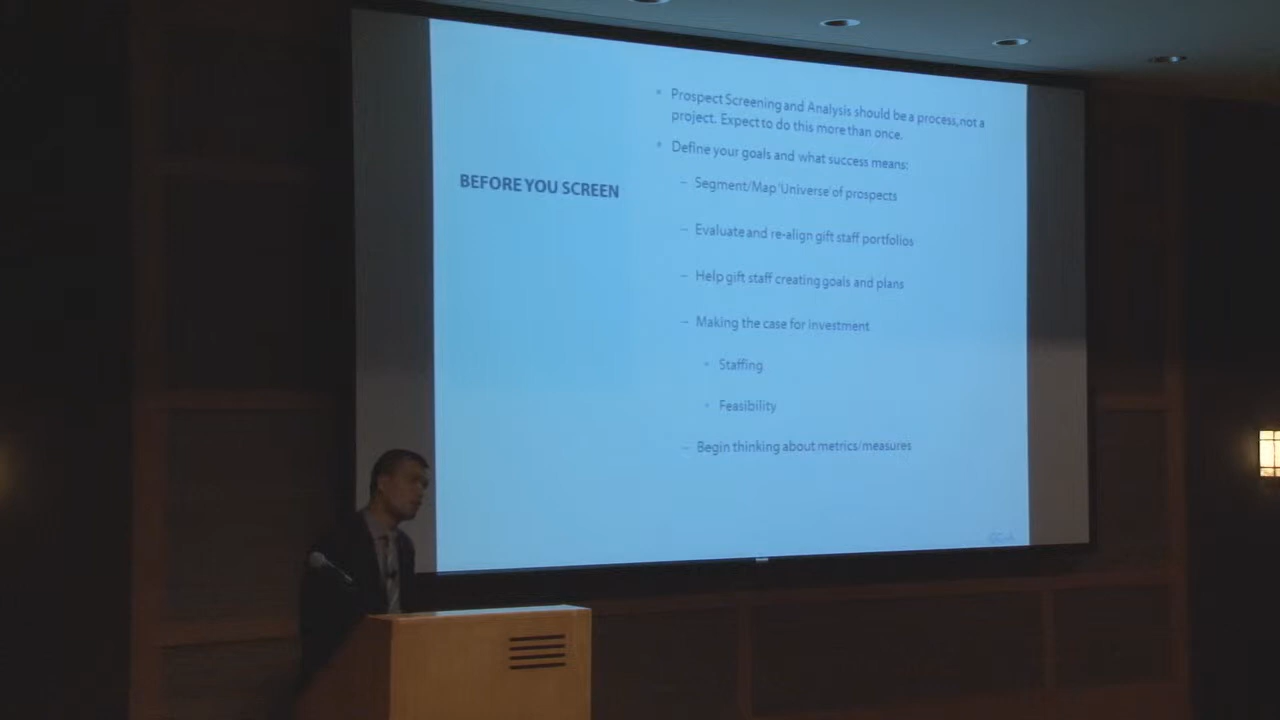 BEFORE YOU SCREEN
Prospect Screening and Analysis should be a process, not a
project. Expect to do this more than once.
Define your goals and what success means:
– Segment/Map 'Universe' of prospects
– Evaluate and re-align gift staff portfolios
– Help gift staff creating goals and plans
– Making the case for investment
Staffing
Feasibility
– Begin thinking about metrics/measures